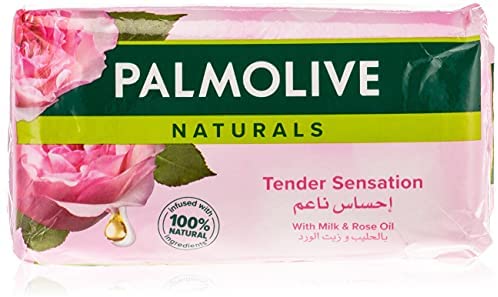 PALMOLIVE
NATURALS
Tender Sensation
إحساس ناعم
With Milk & Rose Oil
بالحليب و زيت الورد
infused with
100%
NATURAL
ingredients*